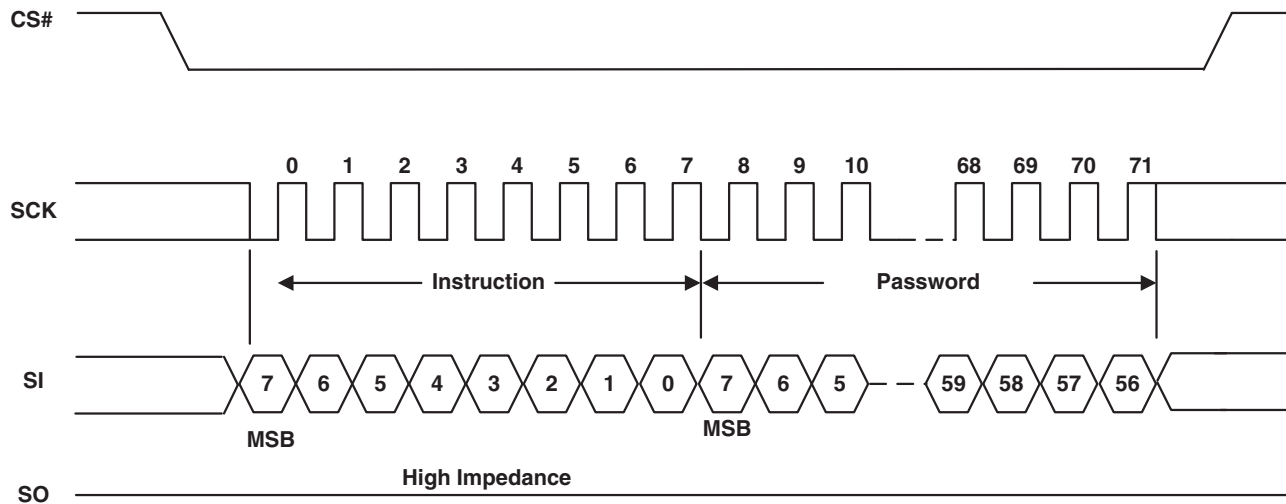 CS#
0 1 2 3 4 5 6 7 8 9 10 68 69 70 71
SCK
Instruction Password
SI 7 6 5 4 3 2 1 0 7 6 5 59 58 57 56
MSB MSB
High Impedance
SO